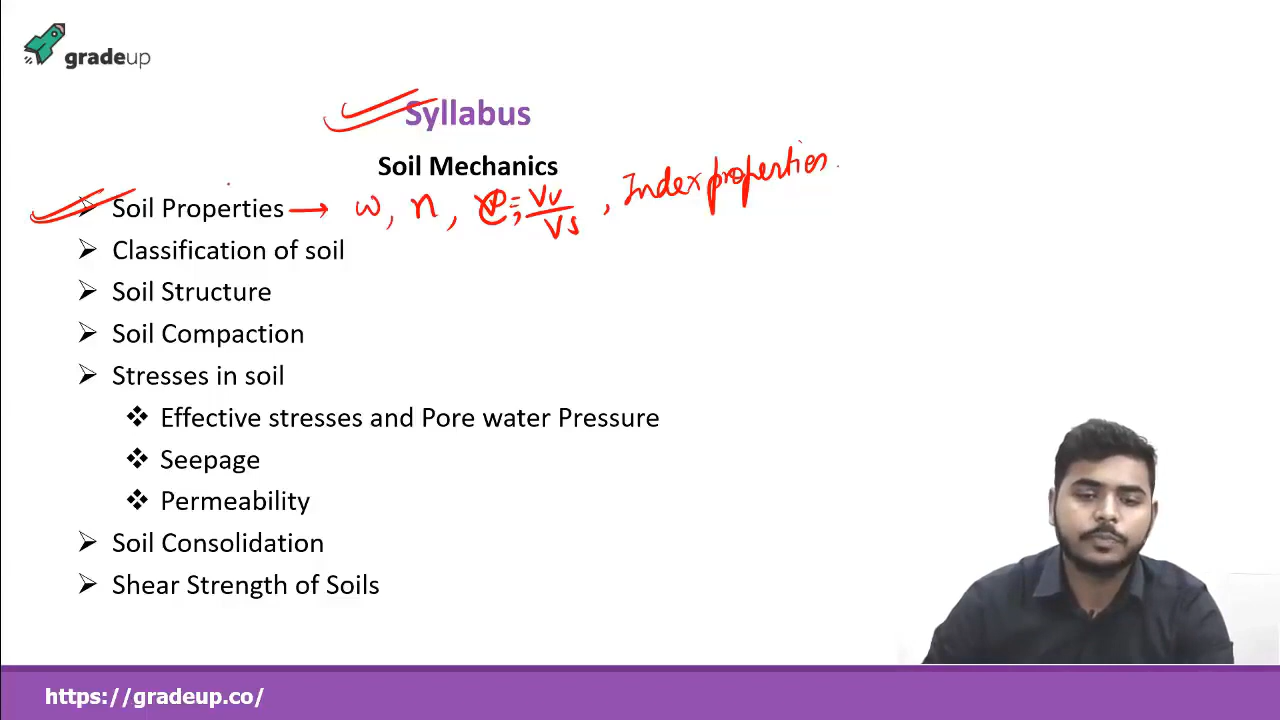 gradeup
Syllabus
Soil Mechanics
➢ Soil Properties → w, n, e = Vv/Vs, Index properties
➢ Classification of soil
➢ Soil Structure
➢ Soil Compaction
➢ Stresses in soil
❖ Effective stresses and Pore water Pressure
❖ Seepage
❖ Permeability
➢ Soil Consolidation
➢ Shear Strength of Soils
https://gradeup.co/